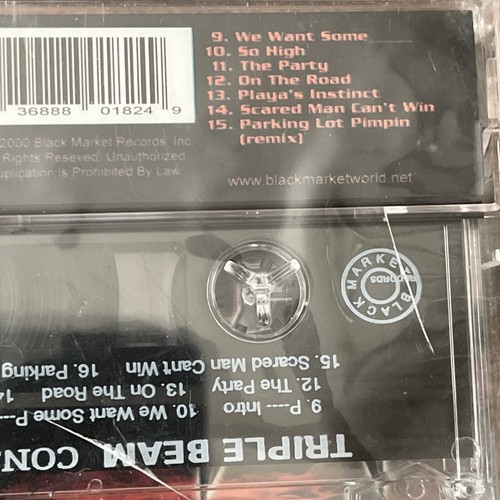 9. We Want Some
10. So High
11. The Party
12. On The Road
13. Playa's Instinct
14. Scared Man Can't Win
15. Parking Lot Pimpin
(remix)
36888 01824 9
2000 Black Market Records, Inc
Rights Reseved. Unauthorized
uplication is Prohibited By Law.
www.blackmarketworld.net
BLACK MARKET
RECORDS
TRIPLE BEAM CON
9. P---- Intro 10. We Want Some P----
12. The Party 13. On The Road 14
15. Scared Man Cant Win 16. Parking